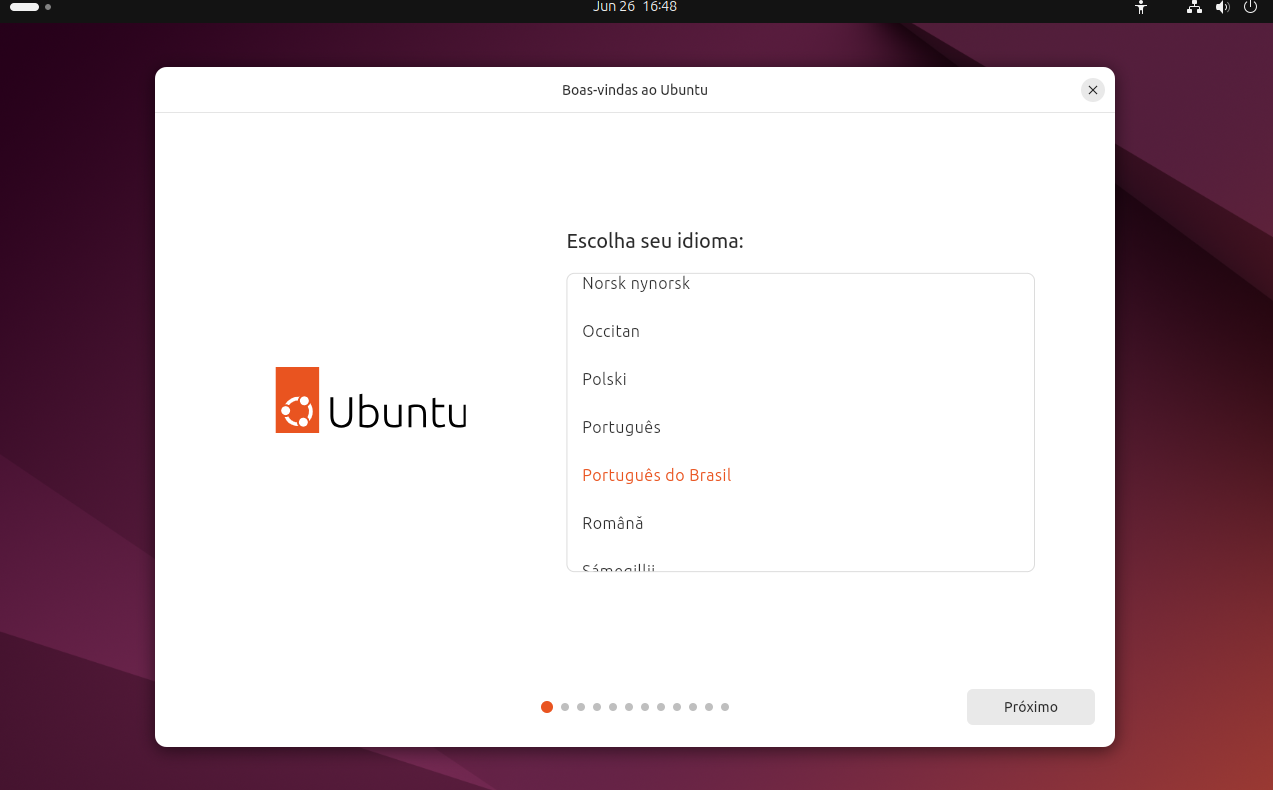 Jun 26 16:48
Boas-vindas ao Ubuntu
Escolha seu idioma:
Norsk nynorsk
Occitan
Polski
Português
Português do Brasil
Română
Sámegillii
Ubuntu
Próximo